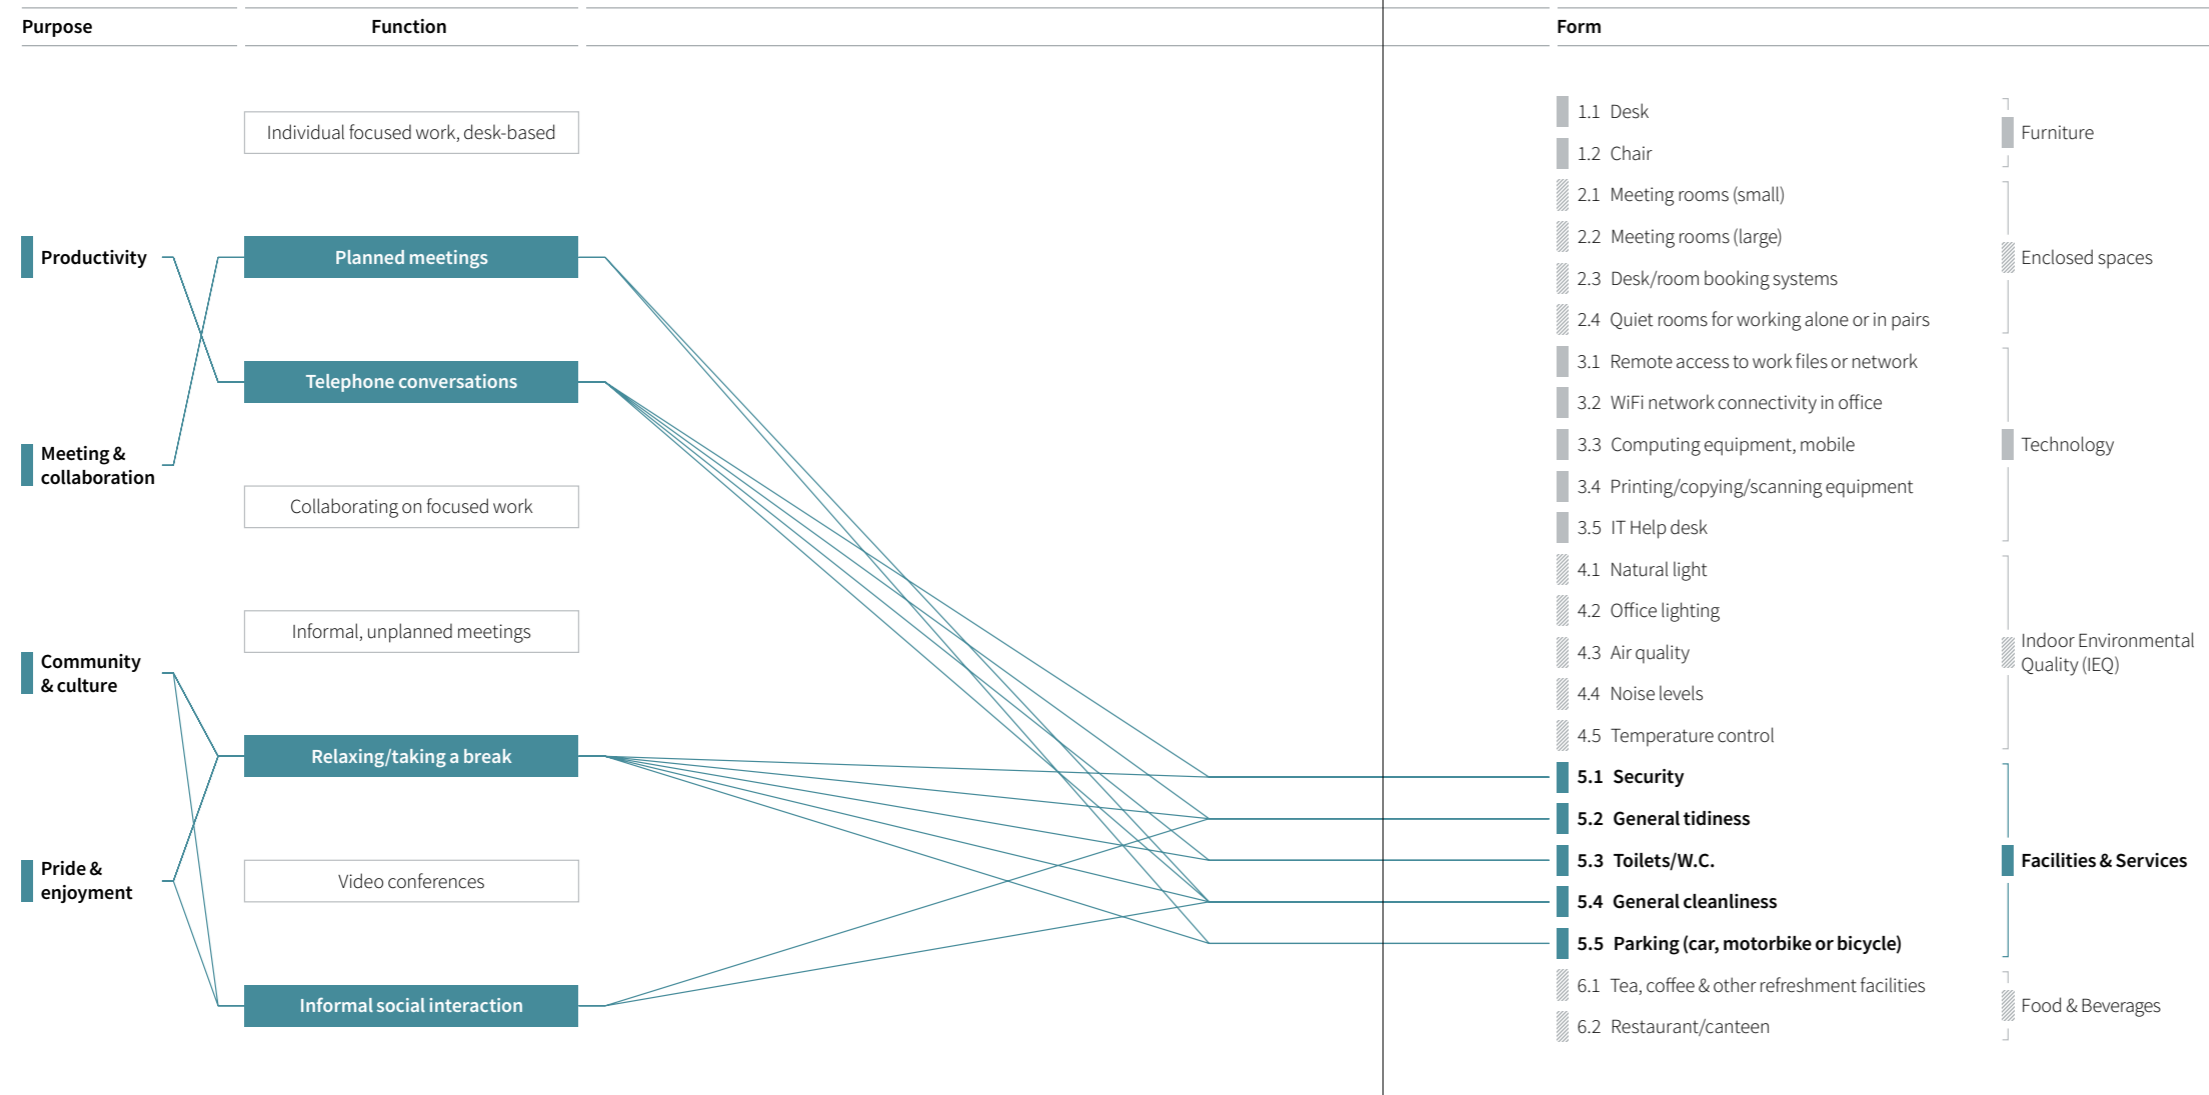 Purpose
Function
Form
Productivity
Meeting &
collaboration
Community
& culture
Pride &
enjoyment
Individual focused work, desk-based
Planned meetings
Telephone conversations
Collaborating on focused work
Informal, unplanned meetings
Relaxing/taking a break
Video conferences
Informal social interaction
1.1 Desk
1.2 Chair
2.1 Meeting rooms (small)
2.2 Meeting rooms (large)
2.3 Desk/room booking systems
2.4 Quiet rooms for working alone or in pairs
3.1 Remote access to work files or network
3.2 WiFi network connectivity in office
3.3 Computing equipment, mobile
3.4 Printing/copying/scanning equipment
3.5 IT Help desk
4.1 Natural light
4.2 Office lighting
4.3 Air quality
4.4 Noise levels
4.5 Temperature control
5.1 Security
5.2 General tidiness
5.3 Toilets/W.C.
5.4 General cleanliness
5.5 Parking (car, motorbike or bicycle)
6.1 Tea, coffee & other refreshment facilities
6.2 Restaurant/canteen
Furniture
Enclosed spaces
Technology
Indoor Environmental
Quality (IEQ)
Facilities & Services
Food & Beverages